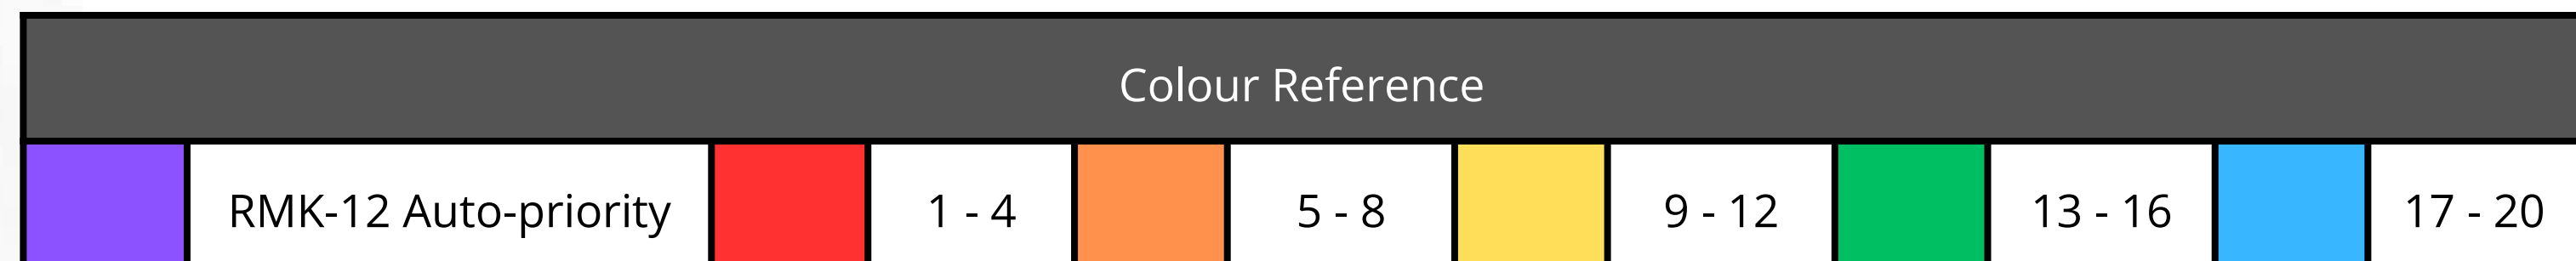 Colour Reference
RMK-12 Auto-priority 1 - 4 5 - 8 9 - 12 13 - 16 17 - 20